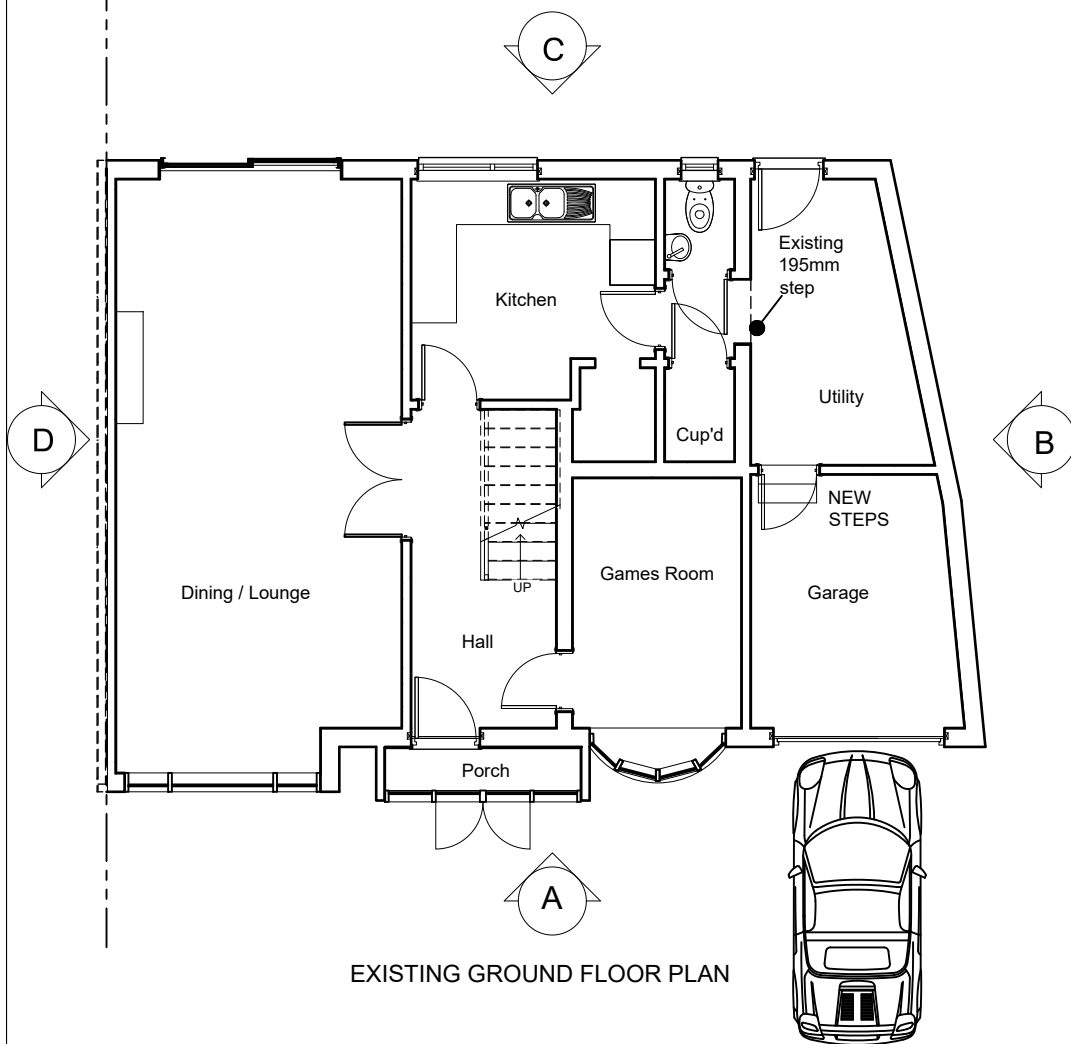 C
Existing
195mm
step
Kitchen
Utility
D
Cup'd
B
NEW
STEPS
Games Room
Dining / Lounge
UP
Garage
Hall
Porch
A
EXISTING GROUND FLOOR PLAN